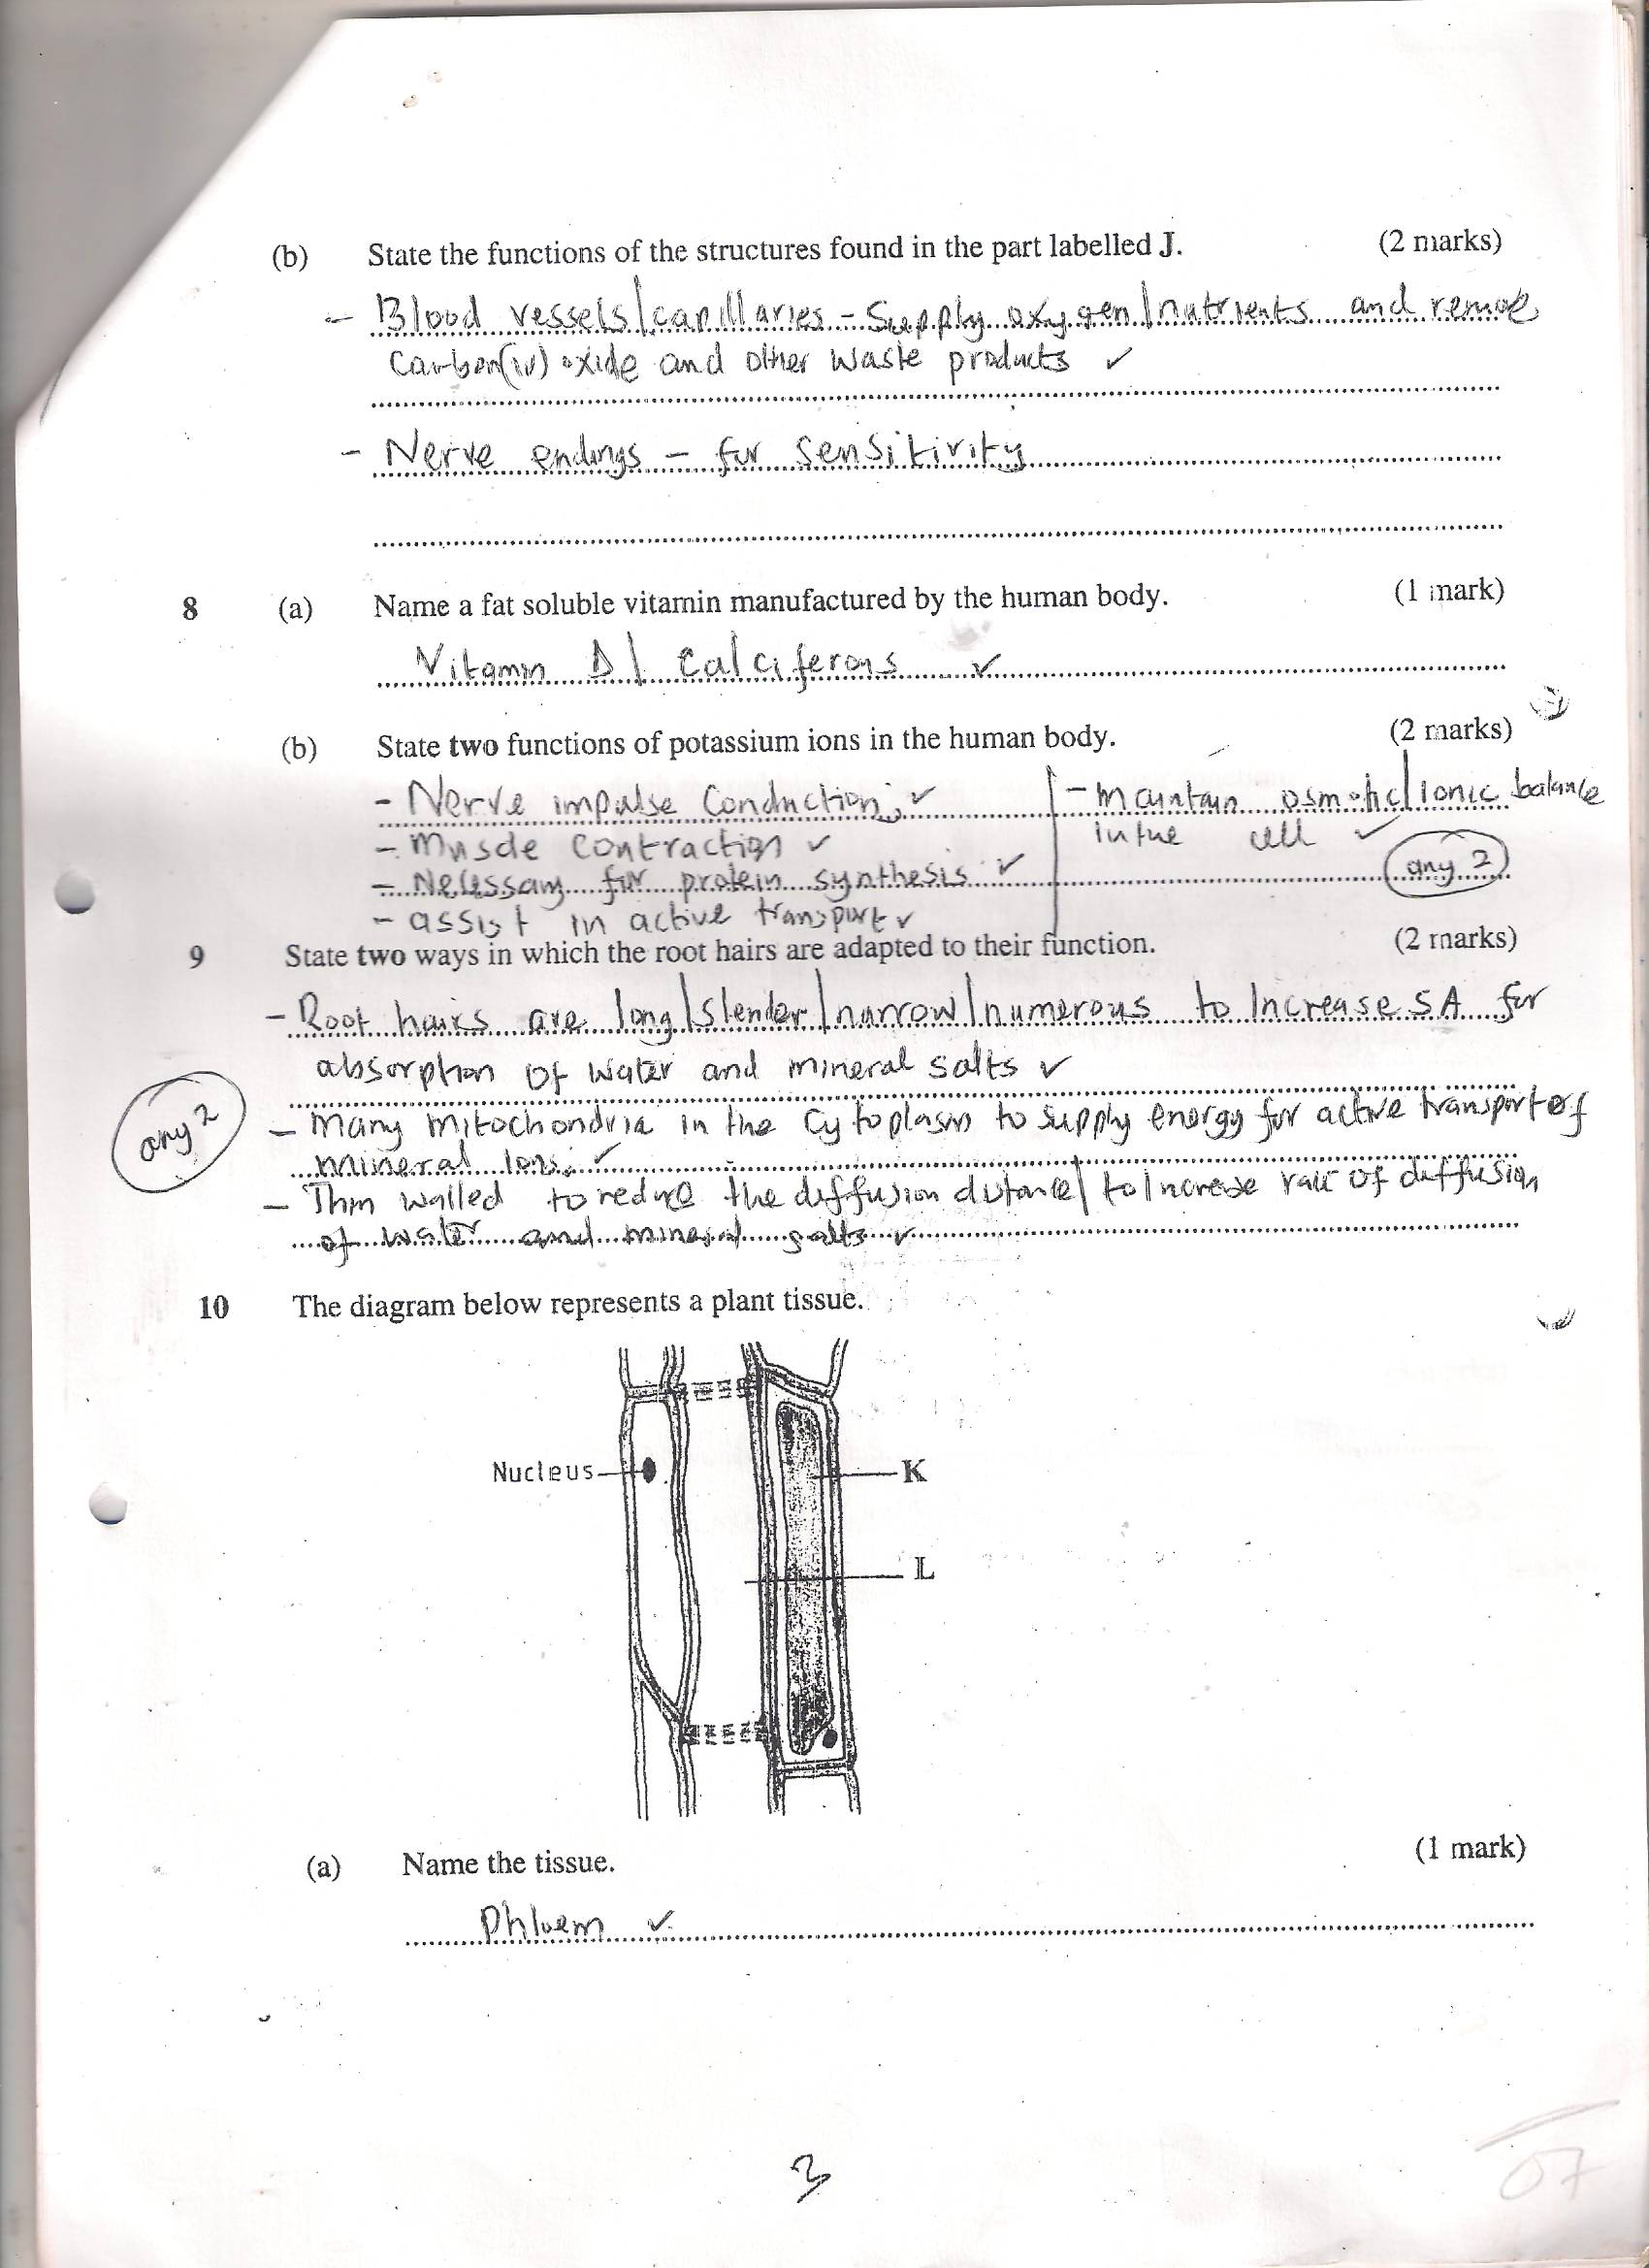 (b) State the functions of the structures found in the part labelled J. (2 marks)
- Blood vessels/capillaries - Supply oxygen/nutrients and remove
Carbon(iv) oxide and other waste products ✓
- Nerve endings - for sensitivity
8 (a) Name a fat soluble vitamin manufactured by the human body. (1 mark)
Vitamin D/ Calciferous ✓
(b) State two functions of potassium ions in the human body. (2 marks)
- Nerve impulse Conduction; ✓
- Muscle contraction ✓
- Necessary for protein synthesis ✓
- assist in active transport ✓
- maintain osmotic/ionic balance
in the cell ✓
any 2
9 State two ways in which the root hairs are adapted to their function. (2 marks)
- Root hairs are long/slender/narrow/numerous to Increase SA for
absorption of water and mineral salts ✓
- Many mitochondria in the cytoplasm to supply energy for active transport of
mineral Ions. ✓
- Thin walled to reduce the diffusion distance/ to Increase rate of diffusion
of water and mineral salts ✓
any 2
10 The diagram below represents a plant tissue.
Nucleus
K
L
(a) Name the tissue. (1 mark)
Phloem ✓
3
07